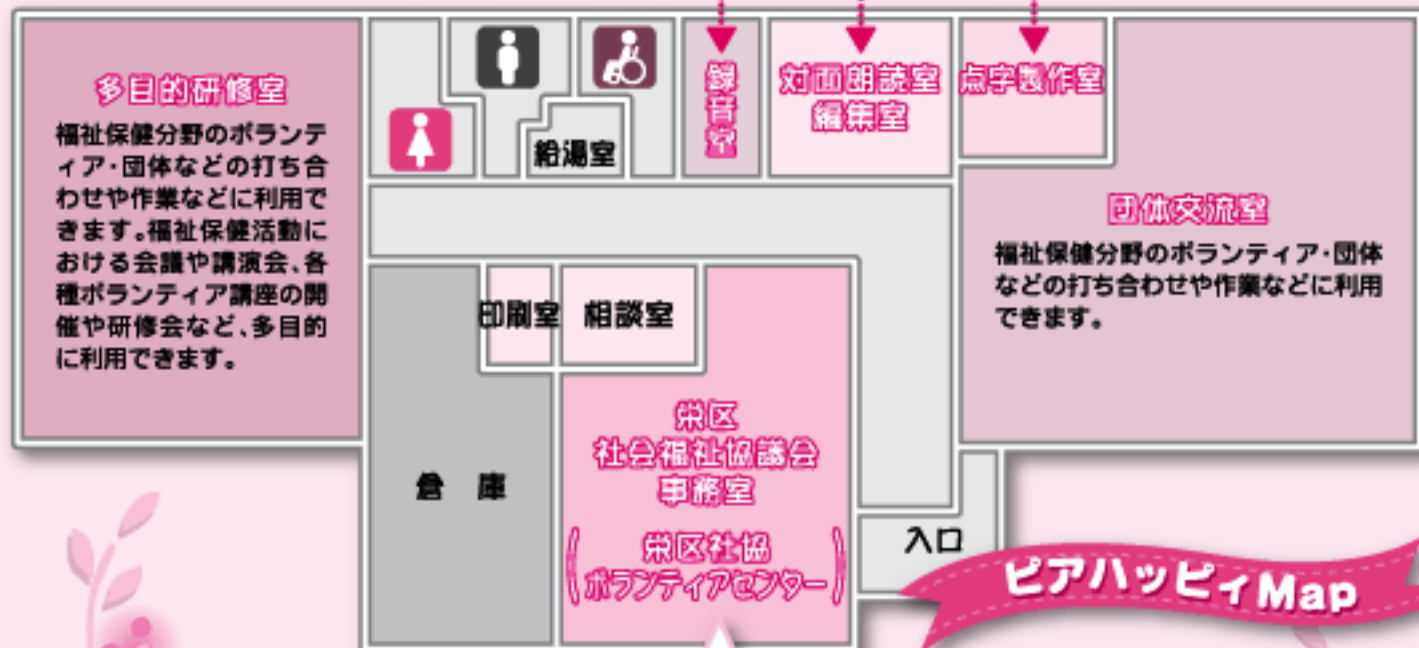 多目的研修室
福祉保健分野のボランテ
ィア・団体などの打ち合
わせや作業などに利用で
きます。福祉保健活動に
おける会議や講演会、各
種ボランティア講座の開
催や研修会など、多目的
に利用できます。
給湯室
録音室
対面朗読室
編集室
点字製作室
団体交流室
福祉保健分野のボランティア・団体
などの打ち合わせや作業などに利用
できます。
印刷室
相談室
倉 庫
栄区
社会福祉協議会
事務室
(栄区社協
ボランティアセンター)
入口
ピアハッピィMap